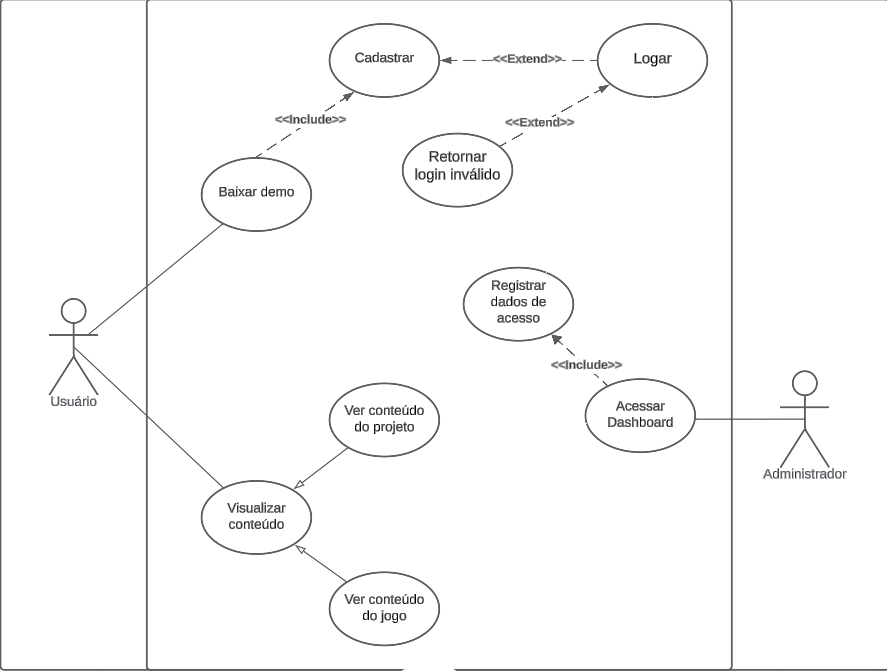 Cadastrar
<<Extend>>
Logar
<<Include>>
<<Extend>>
Retornar
login inválido
Baixar demo
Registrar
dados de
acesso
<<Include>>
Usuário
Ver conteúdo
do projeto
Acessar
Dashboard
Administrador
Visualizar
conteúdo
Ver conteúdo
do jogo